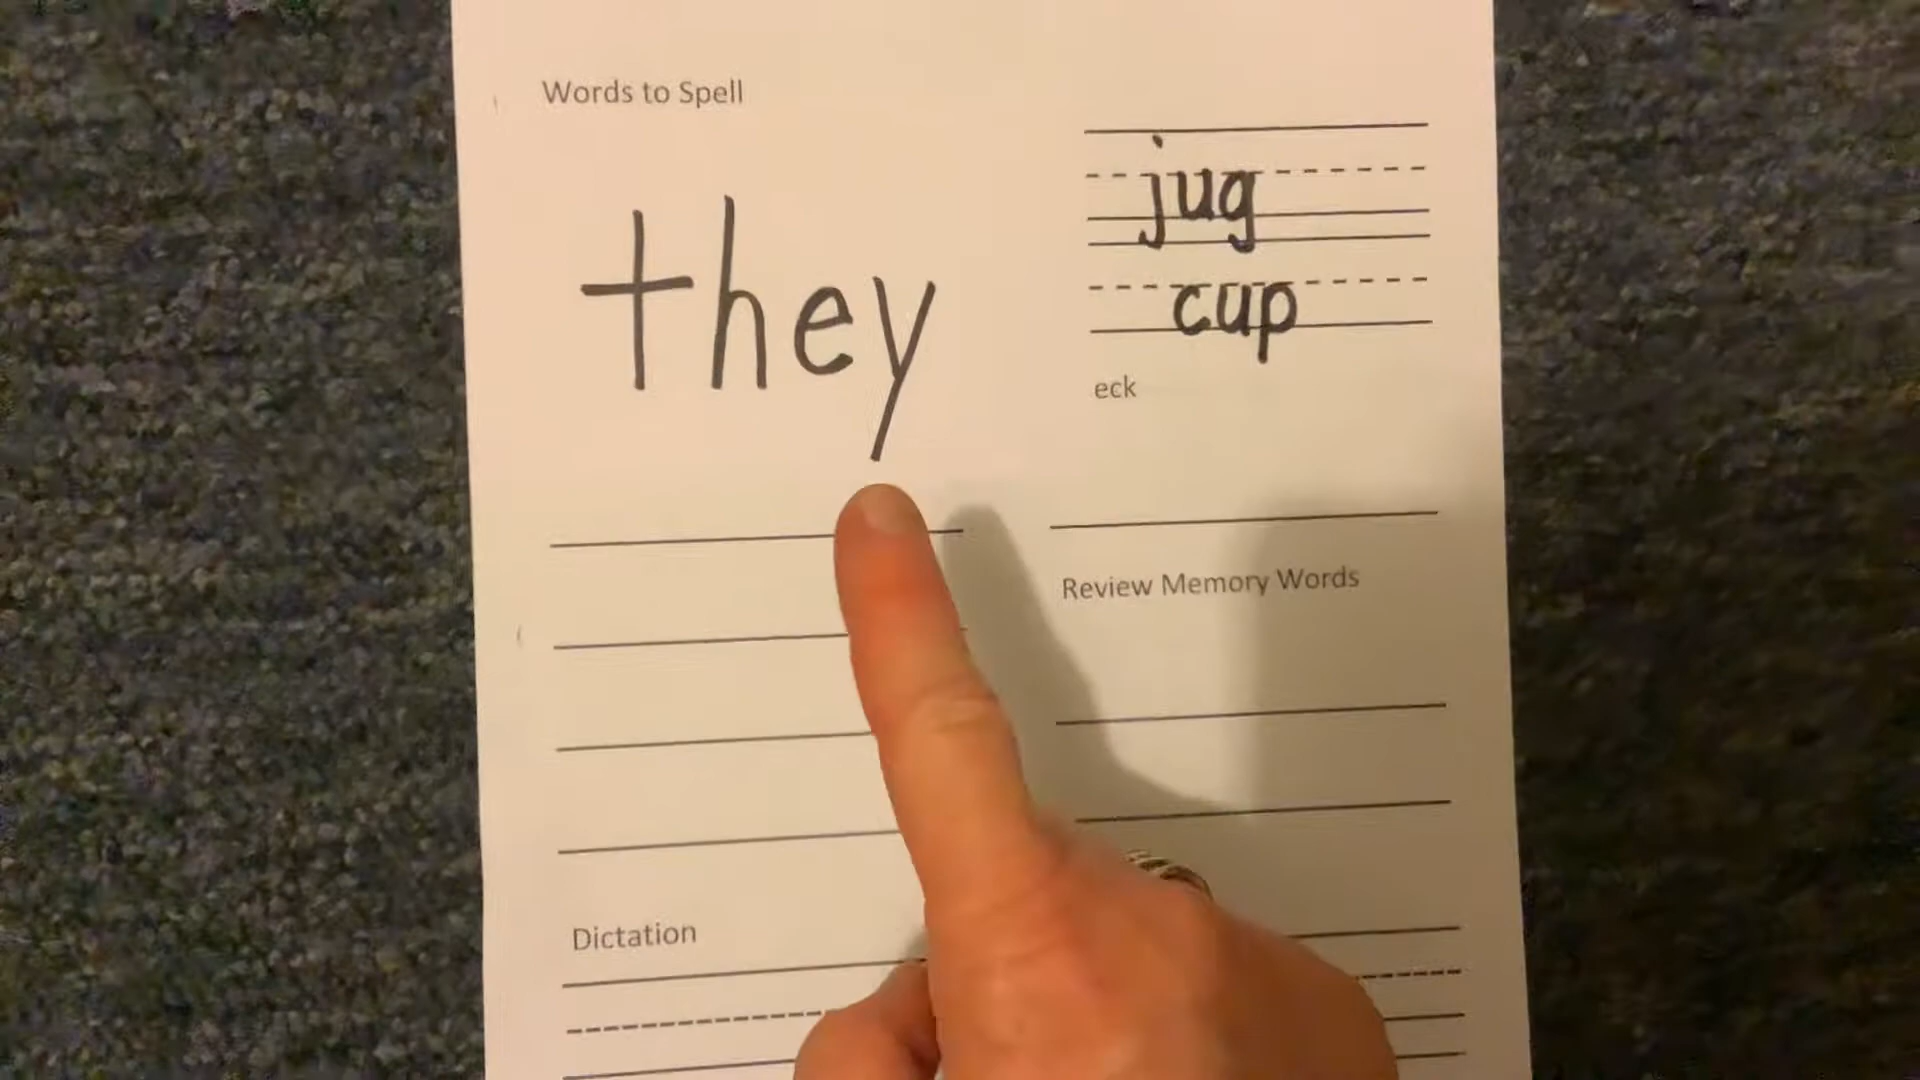 Words to Spell
they
jug
cup
eck
Review Memory Words
Dictation